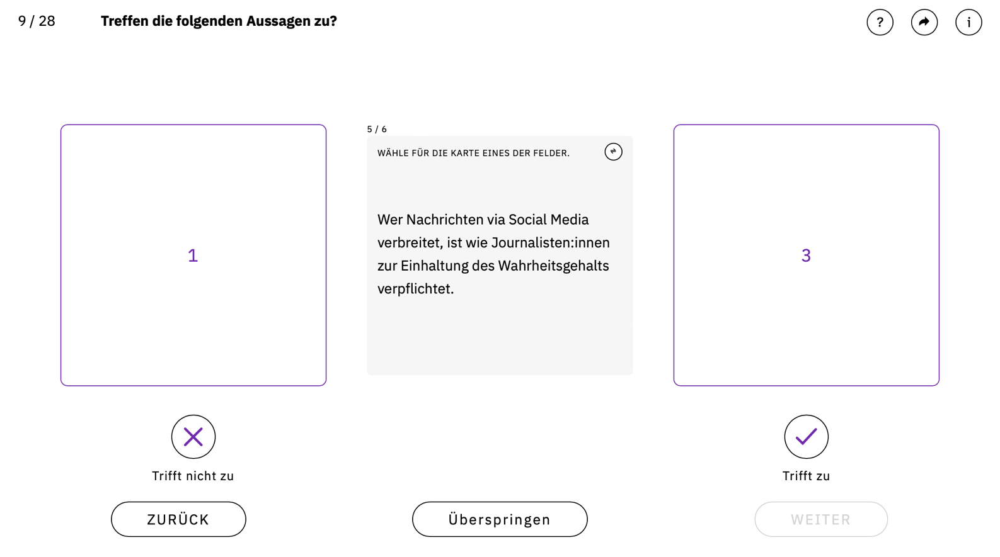 9 / 28
Treffen die folgenden Aussagen zu?
?
i
1
5 / 6
WÄHLE FÜR DIE KARTE EINES DER FELDER.
Wer Nachrichten via Social Media
verbreitet, ist wie Journalisten:innen
zur Einhaltung des Wahrheitsgehalts
verpflichtet.
3
Trifft nicht zu
Trifft zu
ZURÜCK
Überspringen
WEITER